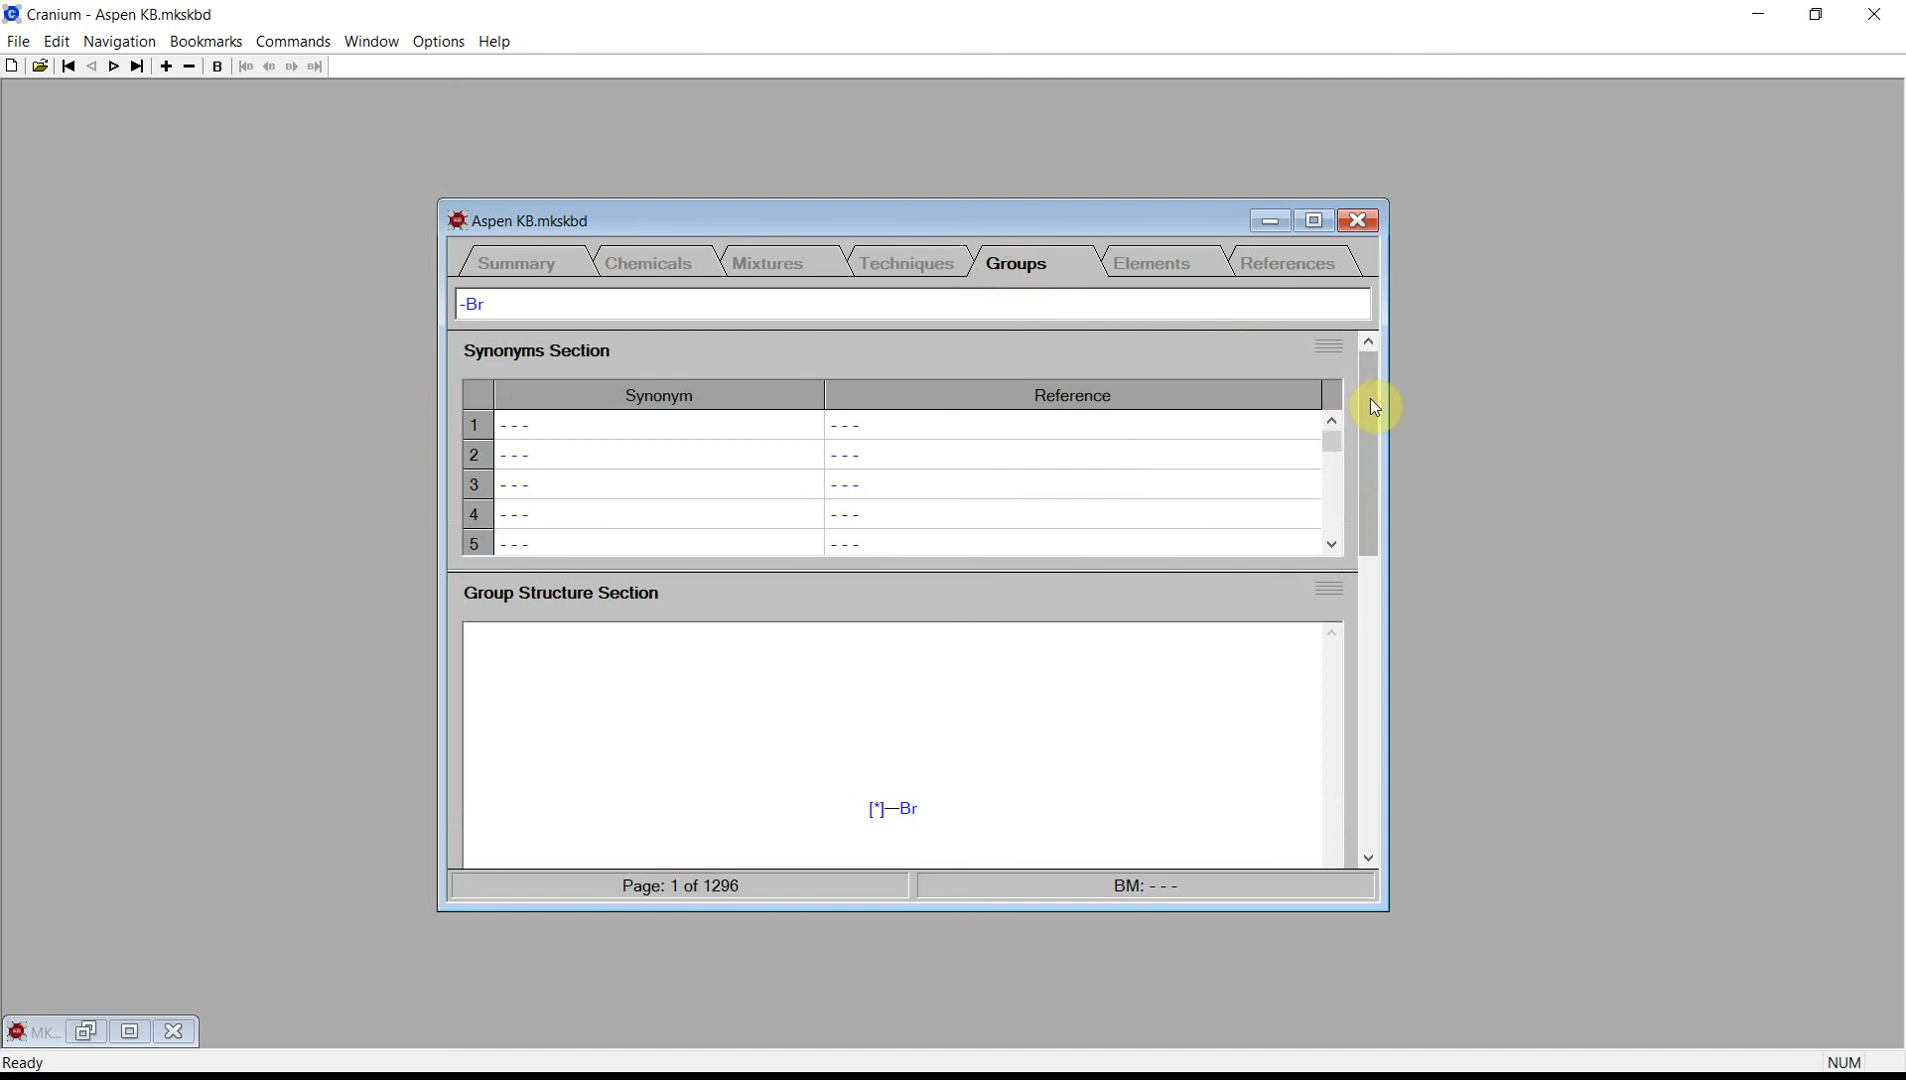 Cranium - Aspen KB.mkskbd
File Edit Navigation Bookmarks Commands Window Options Help
B B B B B
Aspen KB.mkskbd
Summary Chemicals Mixtures Techniques Groups Elements References
-Br
Synonyms Section
Synonym Reference
1 - - - - - -
2 - - - - - -
3 - - - - - -
4 - - - - - -
5 - - - - - -
Group Structure Section
[*]—Br
Page: 1 of 1296 BM: - - -
MK...
Ready NUM